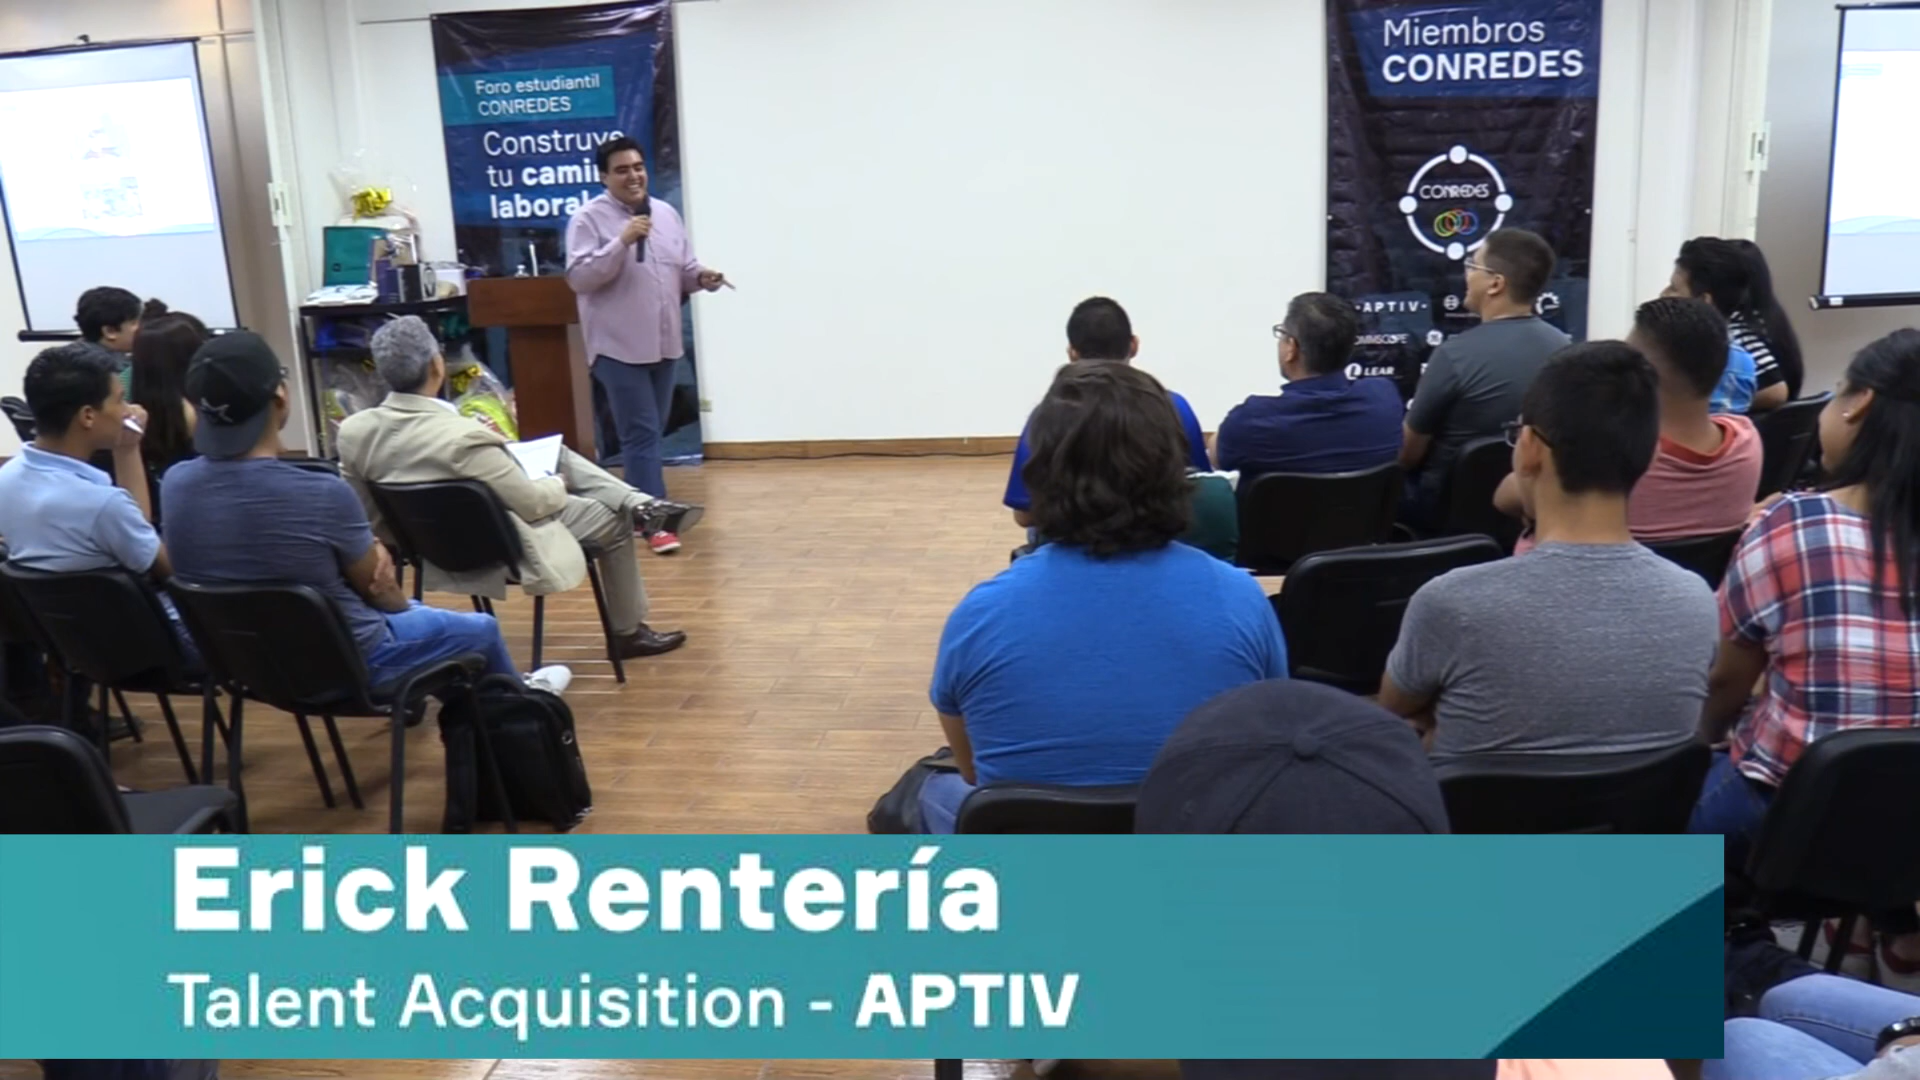 Foro estudiantil
CONREDES
Construye
tu cami
laboral
Miembros
CONREDES
CONREDES
APTIV
LEAR
Erick Rentería
Talent Acquisition - APTIV